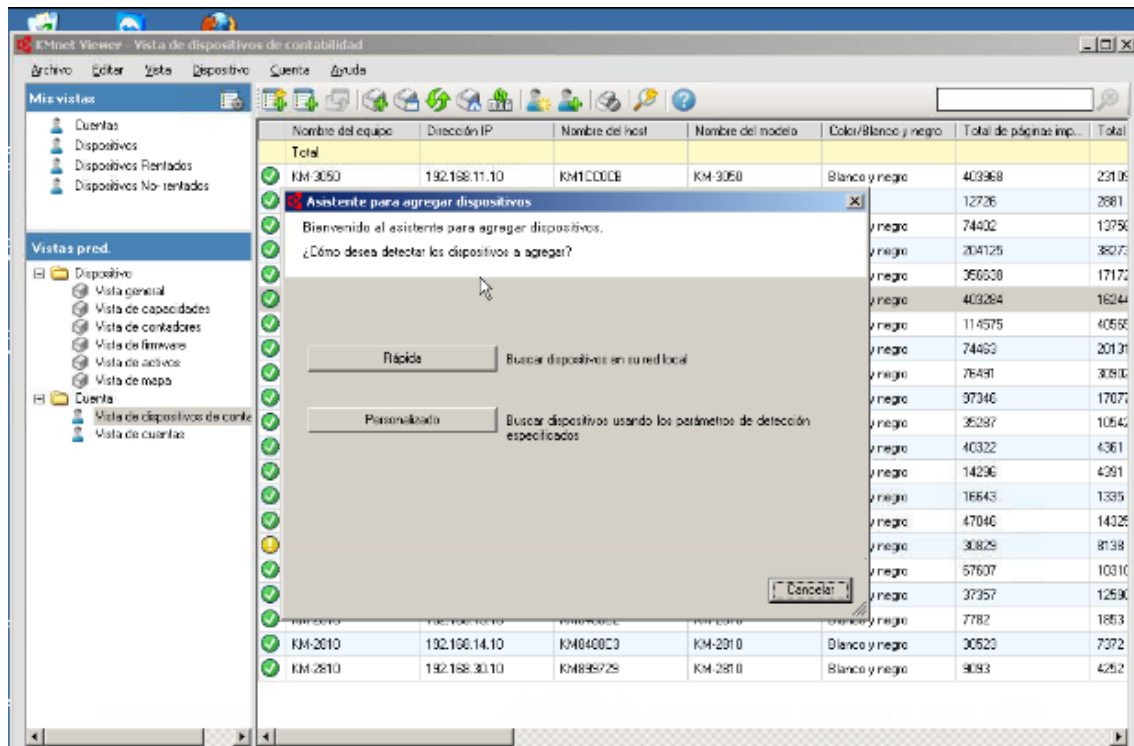 KMnet Viewer - Vista de dispositivos de contabilidad
Archivo Editar Vista Dispositivo Cuenta Ayuda
Mis vistas
Cuentas
Dispositivos
Dispositivos Rentados
Dispositivos No- rentados
Vistas pred.
Dispositivo
Vista general
Vista de capacidades
Vista de contadores
Vista de firmware
Vista de activos
Vista de mapa
Cuenta
Vista de dispositivos de conta
Vista de cuentas
Nombre del equipo Dirección IP Nombre del host Nombre del modelo Color/Blanco y negro Total de páginas imp... Total
Total
KM-3050 192.168.11.10 KM1CC0CB KM-3050 Blanco y negro 403968
12726 2881
y negro 74402
y negro 204125
y negro
y negro 403284
y negro 114575
y negro 74463
y negro 76491
y negro 97346
y negro 35287
y negro 40322 4361
y negro 14296 4391
y negro 16643 1335
y negro 47046
y negro 30829 8138
y negro 67607
y negro 37357
7782 1853
KM-2810 192.168.14.10 KM8468E3 KM-2810 Blanco y negro 30523 7372
KM-2810 192.168.30.10 KM899729 KM-2810 Blanco y negro 9093 4252
Asistente para agregar dispositivos
Bienvenido al asistente para agregar dispositivos.
¿Cómo desea detectar los dispositivos a agregar?
Rápida Buscar dispositivos en su red local
Personalizado Buscar dispositivos usando los parámetros de detección
especificados
Cancelar